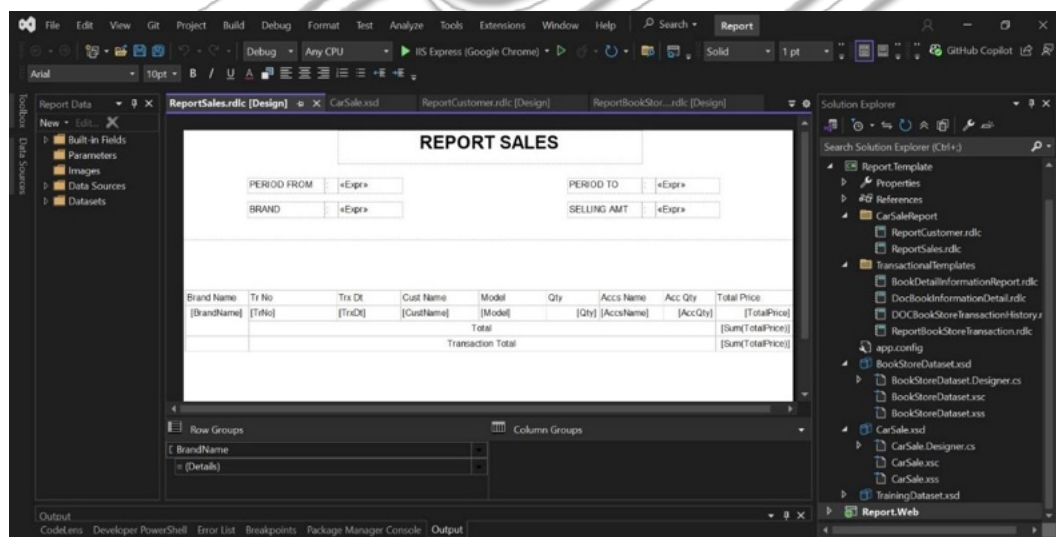 File Edit View Git Project Build Debug Format Test Analyze Tools Extensions Window Help Search Report
Debug Any CPU IIS Express (Google Chrome) Solid 1 pt GitHub Copilot
Arial 10pt B I U A
Toolbox
Data Sources
Report Data
New Edit...
Built-in Fields
Parameters
Images
Data Sources
Datasets
ReportSales.rdlc [Design] CarSale.xsd ReportCustomer.rdlc [Design] ReportBookStor....rdlc [Design]
REPORT SALES
PERIOD FROM : «Expr» PERIOD TO : «Expr»
BRAND : «Expr» SELLING AMT : «Expr»
Brand Name Tr No Trx Dt Cust Name Model Qty Accs Name Acc Qty Total Price
[BrandName] [TrNo] [TrxDt] [CustName] [Model] [Qty] [AccsName] [AccQty] [TotalPrice]
Total [Sum(TotalPrice)]
Transaction Total [Sum(TotalPrice)]
Row Groups Column Groups
[ BrandName
(Details)
Output
CodeLens Developer PowerShell Error List Breakpoints Package Manager Console Output
Solution Explorer
Search Solution Explorer (Ctrl+;)
Report.Template
Properties
References
CarSaleReport
ReportCustomer.rdlc
ReportSales.rdlc
TransactionalTemplates
BookDetailInformationReport.rdlc
DocBookInformationDetail.rdlc
DOCBookStoreTransactionHistory.r
ReportBookStoreTransaction.rdlc
app.config
BookStoreDataset.xsd
BookStoreDataset.Designer.cs
BookStoreDataset.xsc
BookStoreDataset.xss
CarSale.xsd
CarSale.Designer.cs
CarSale.xsc
CarSale.xss
TrainingDataset.xsd
Report.Web